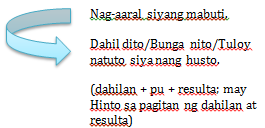 Nag-aaral siyang mabuti.
Dahil dito/Bunga nito/Tuloy
natuto siya nang husto.
(dahilan + pu + resulta; may
Hinto sa pagitan ng dahilan at
resulta)